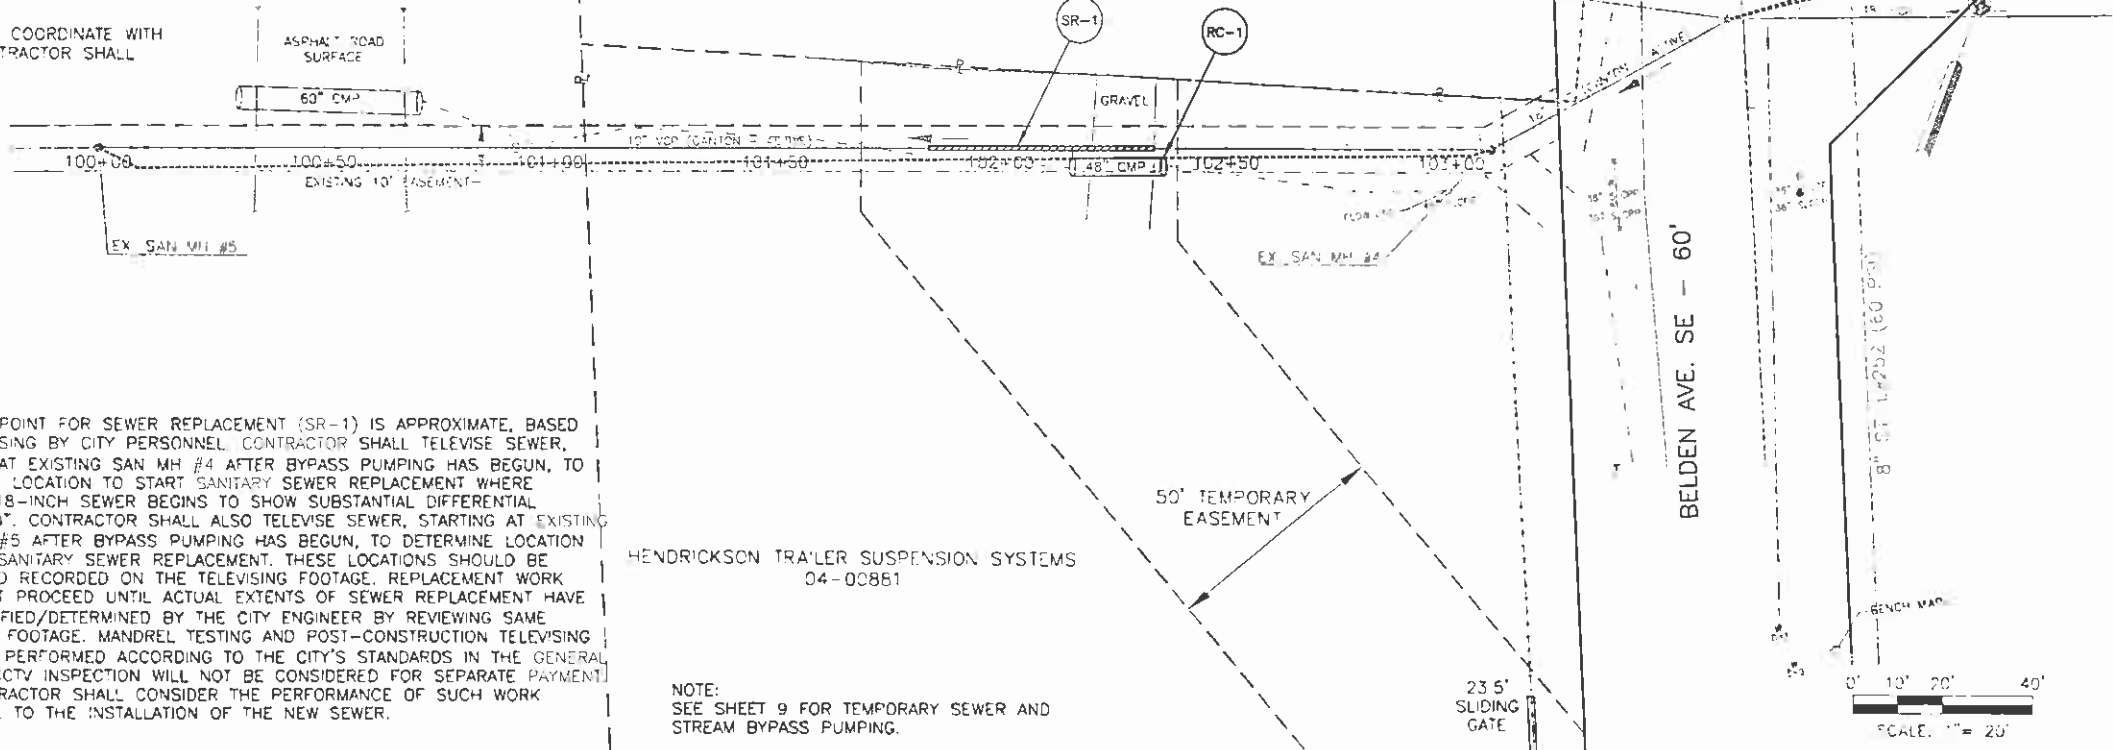 COORDINATE WITH
TRACTOR SHALL
ASPHALT ROAD
SURFACE
60" CMP
SR-1
RC-1
GRAVEL
48" CMP
10" VCP (CANTON
100+00
100+50
101+00
101+50
102+00
102+50
103+00
EXISTING 10' EASEMENT
EX SAN MH #5
EX SAN MH #4
POINT FOR SEWER REPLACEMENT (SR-1) IS APPROXIMATE, BASED
SING BY CITY PERSONNEL. CONTRACTOR SHALL TELEVISE SEWER,
AT EXISTING SAN MH #4 AFTER BYPASS PUMPING HAS BEGUN, TO
LOCATION TO START SANITARY SEWER REPLACEMENT WHERE
18-INCH SEWER BEGINS TO SHOW SUBSTANTIAL DIFFERENTIAL
CONTRACTOR SHALL ALSO TELEVISE SEWER, STARTING AT EXISTING
#5 AFTER BYPASS PUMPING HAS BEGUN, TO DETERMINE LOCATION
SANITARY SEWER REPLACEMENT. THESE LOCATIONS SHOULD BE
RECORDED ON THE TELEVISING FOOTAGE. REPLACEMENT WORK
T PROCEED UNTIL ACTUAL EXTENTS OF SEWER REPLACEMENT HAVE
FIED/DETERMINED BY THE CITY ENGINEER BY REVIEWING SAME
FOOTAGE. MANDREL TESTING AND POST-CONSTRUCTION TELEVISING
PERFORMED ACCORDING TO THE CITY'S STANDARDS IN THE GENERAL
CCTV INSPECTION WILL NOT BE CONSIDERED FOR SEPARATE PAYMENT
RACTOR SHALL CONSIDER THE PERFORMANCE OF SUCH WORK
TO THE INSTALLATION OF THE NEW SEWER.
HENDRICKSON TRAILER SUSPENSION SYSTEMS
04-00881
50' TEMPORARY
EASEMENT
NOTE:
SEE SHEET 9 FOR TEMPORARY SEWER AND
STREAM BYPASS PUMPING.
23.5'
SLIDING
GATE
BELDEN AVE. SE - 60'
BENCH MARK
0' 10' 20' 40'
SCALE: 1"= 20'